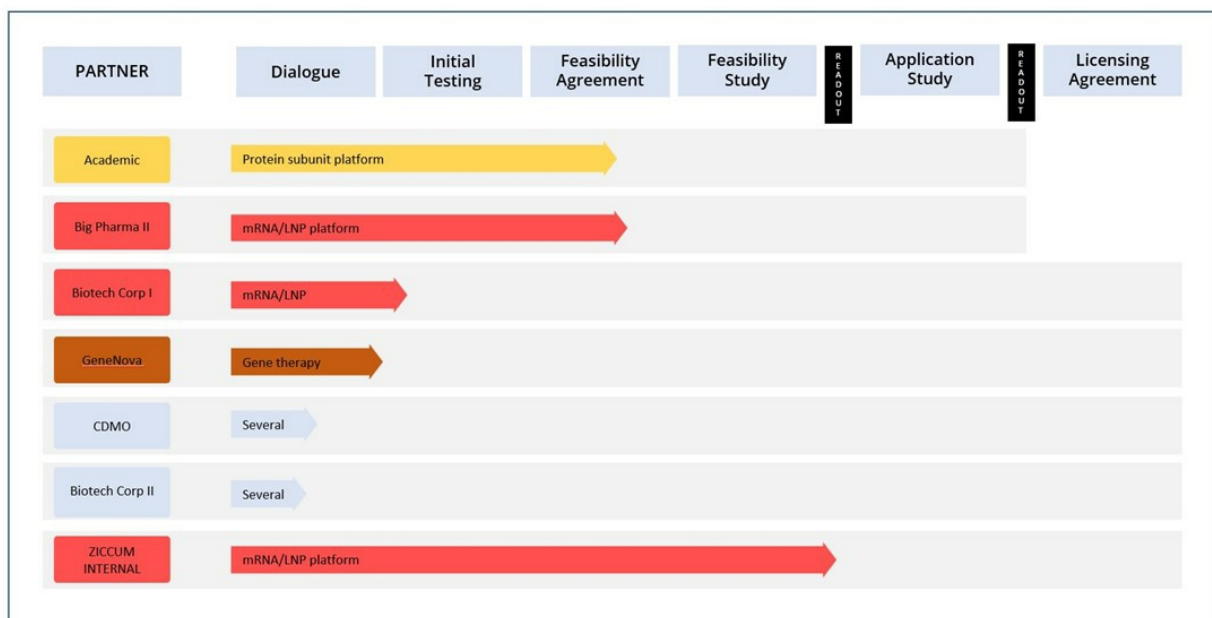 PARTNER
Dialogue
Initial
Testing
Feasibility
Agreement
Feasibility
Study
READOUT
Application
Study
READOUT
Licensing
Agreement
Academic
Protein subunit platform
Big Pharma II
mRNA/LNP platform
Biotech Corp I
mRNA/LNP
GeneNova
Gene therapy
CDMO
Several
Biotech Corp II
Several
ZICCUM
INTERNAL
mRNA/LNP platform